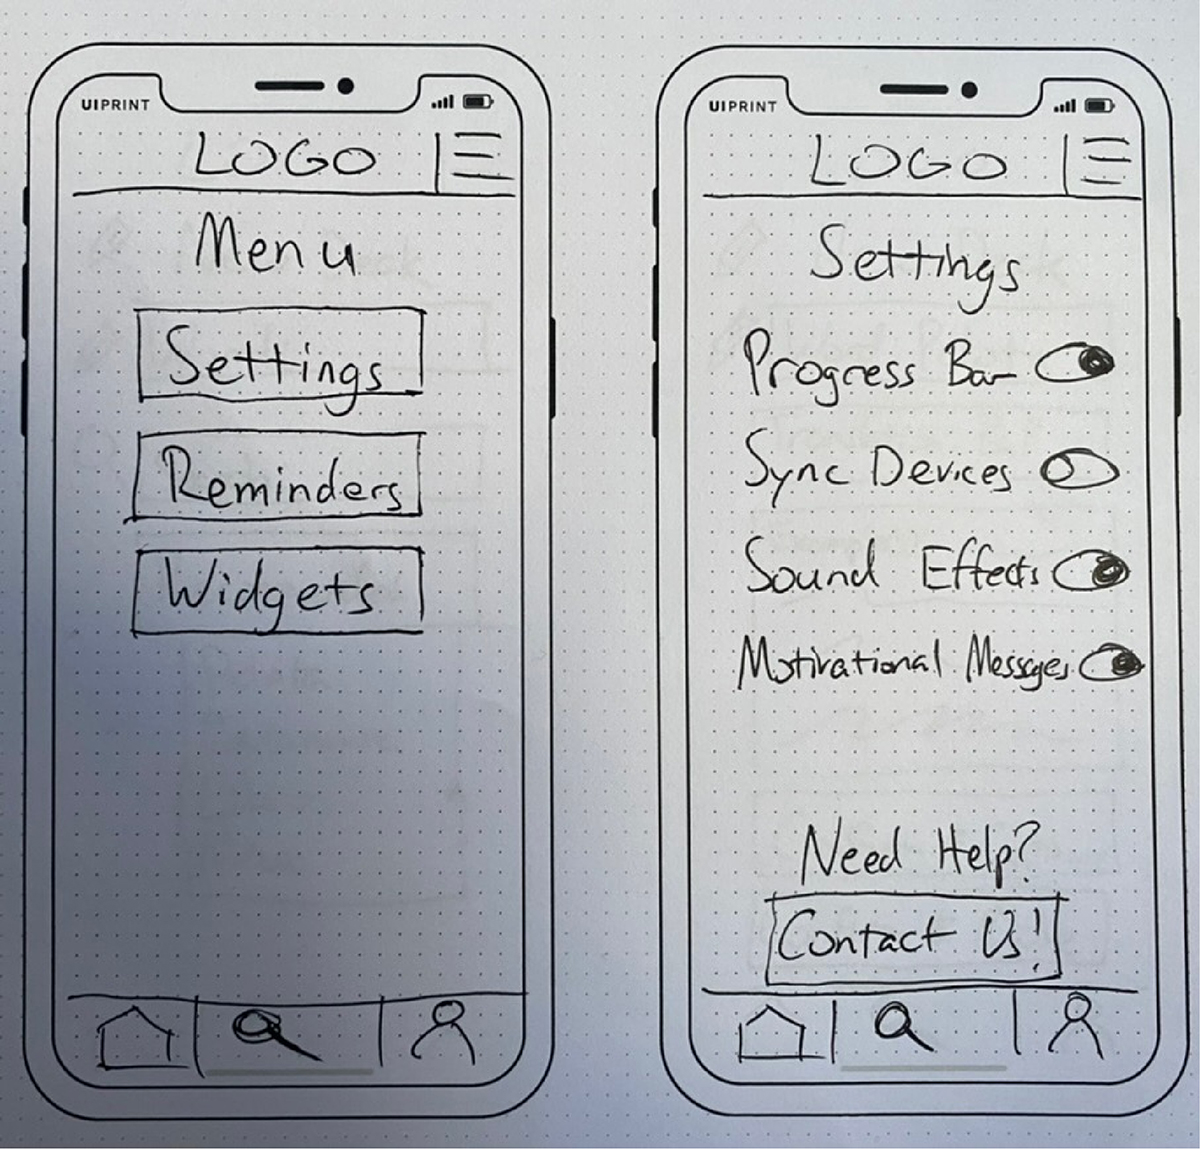 UIPRINT
LOGO
Menu
Settings
Reminders
Widgets
UIPRINT
LOGO
Settings
Progress Bar
Sync Devices
Sound Effects
Motivational Messges
Need Help?
Contact Us!